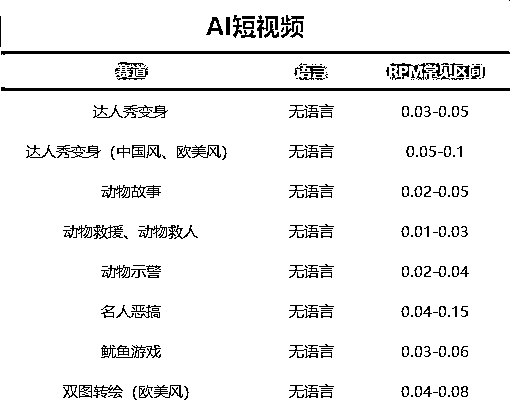 AI短视频
赛道 语言 RPM常见区间
达人秀变身 无语言 0.03-0.05
达人秀变身（中国风、欧美风） 无语言 0.05-0.1
动物故事 无语言 0.02-0.05
动物救援、动物救人 无语言 0.01-0.03
动物示警 无语言 0.02-0.04
名人恶搞 无语言 0.04-0.15
鱿鱼游戏 无语言 0.03-0.06
双图转绘（欧美风） 无语言 0.04-0.08